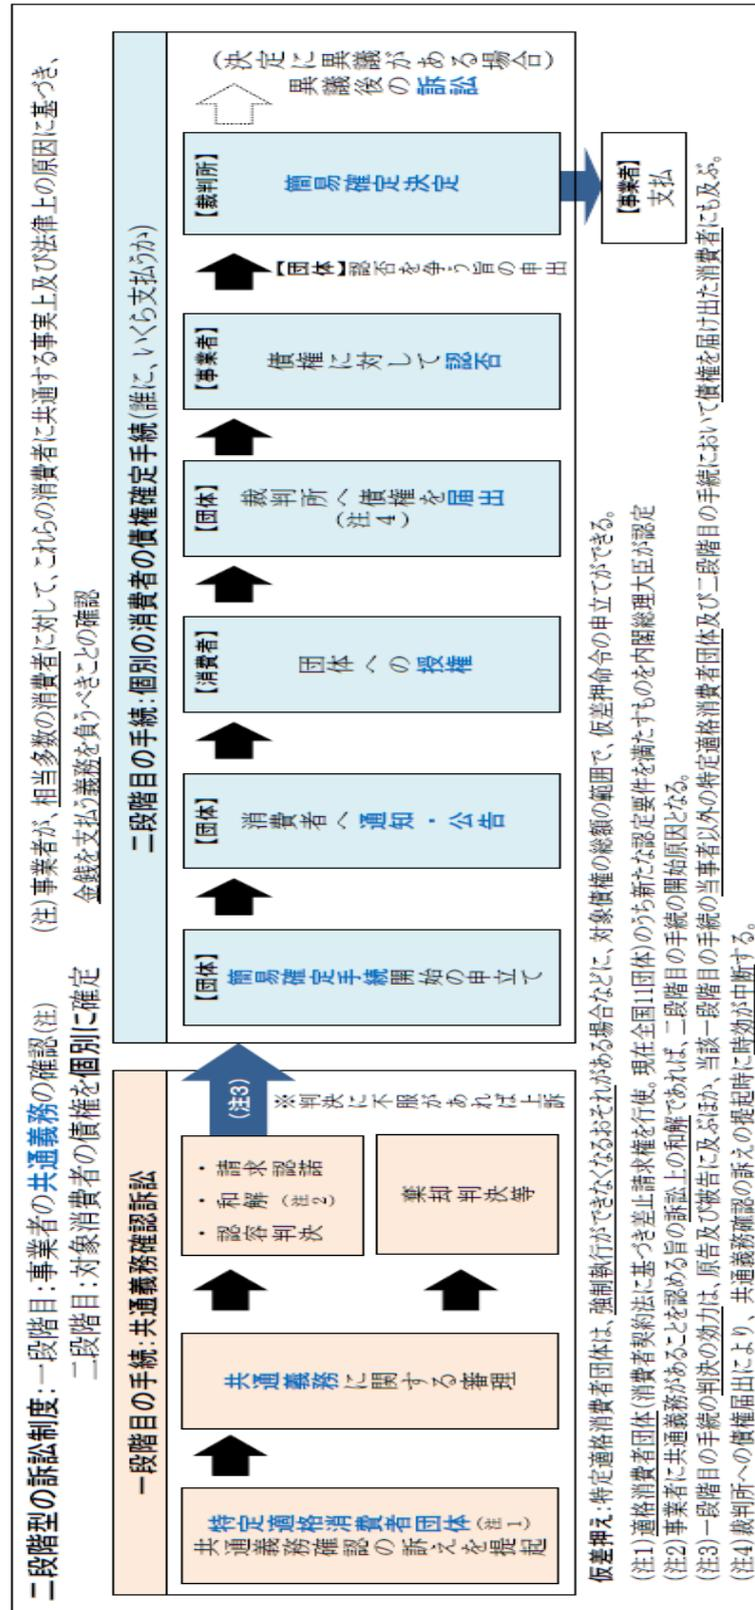 二段階型の訴訟制度：一段階目：事業者の共通義務の確認(注)
二段階目：対象消費者の債権を個別に確定
(注)事業者が、相当多数の消費者に対して、これらの消費者に共通する事実上及び法律上の原因に基づき、
金銭を支払う義務を負うべきことの確認
一段階目の手続：共通義務確認訴訟
特定適格消費者団体(注1)
共通義務確認の訴えを提起
共通義務に関する審理
・請求認諾
・和解(注2)
・認容判決
棄却判決等
(注3)
※判決に不服があれば上訴
二段階目の手続：個別の消費者の債権確定手続(誰に、いくら支払うか)
【団体】
簡易確定手続開始の申立て
【団体】
消費者へ通知・公告
【消費者】
団体への授権
【団体】
裁判所へ債権を届出
(注4)
【事業者】
債権に対して認否
【団体】認否を争う旨の申出
【裁判所】
簡易確定決定
(決定に異議がある場合)
異議後の訴訟
【事業者】
支払
仮差押え：特定適格消費者団体は、強制執行ができなくなるおそれがある場合などに、対象債権の総額の範囲で、仮差押命令の申立てができる。
(注1)適格消費者団体(消費者契約法に基づき差止請求権を行使。現在全国11団体)のうち新たな認定要件を満たすものを内閣総理大臣が認定
(注2)事業者に共通義務があることを認める旨の訴訟上の和解であれば、二段階目の手続の開始原因となる。
(注3)一段階目の手続の判決の効力は、原告及び被告に及ぶほか、当該一段階目の手続の当事者以外の特定適格消費者団体及び二段階目の手続において債権を届け出た消費者にも及ぶ。
(注4)裁判所への債権届出により、共通義務確認の訴えの提起時に時効が中断する。